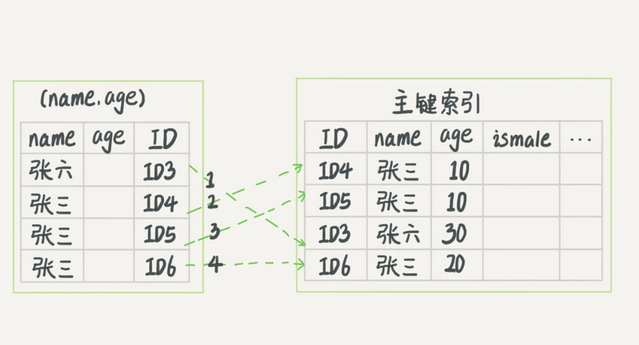 (name.age)
name age ID
张六 ID3
张三 ID4
张三 ID5
张三 ID6
1
2
3
4
主键索引
ID name age ismale ...
ID4 张三 10
ID5 张三 10
ID3 张六 30
ID6 张三 20